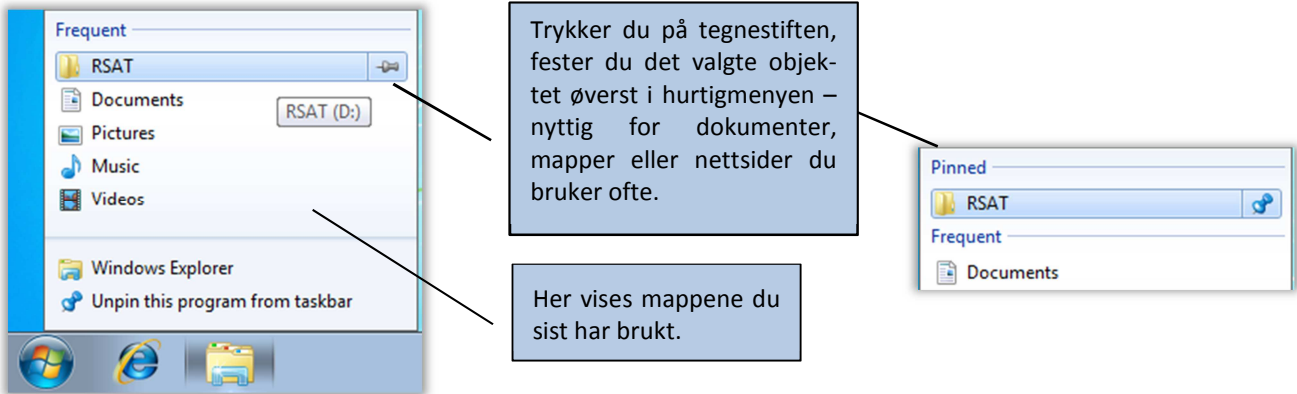 Frequent
RSAT
Documents
RSAT (D:)
Pictures
Music
Videos
Windows Explorer
Unpin this program from taskbar
Trykker du på tegnestiften,
fester du det valgte objek-
tet øverst i hurtigmenyen –
nyttig for dokumenter,
mapper eller nettsider du
bruker ofte.
Her vises mappene du
sist har brukt.
Pinned
RSAT
Frequent
Documents